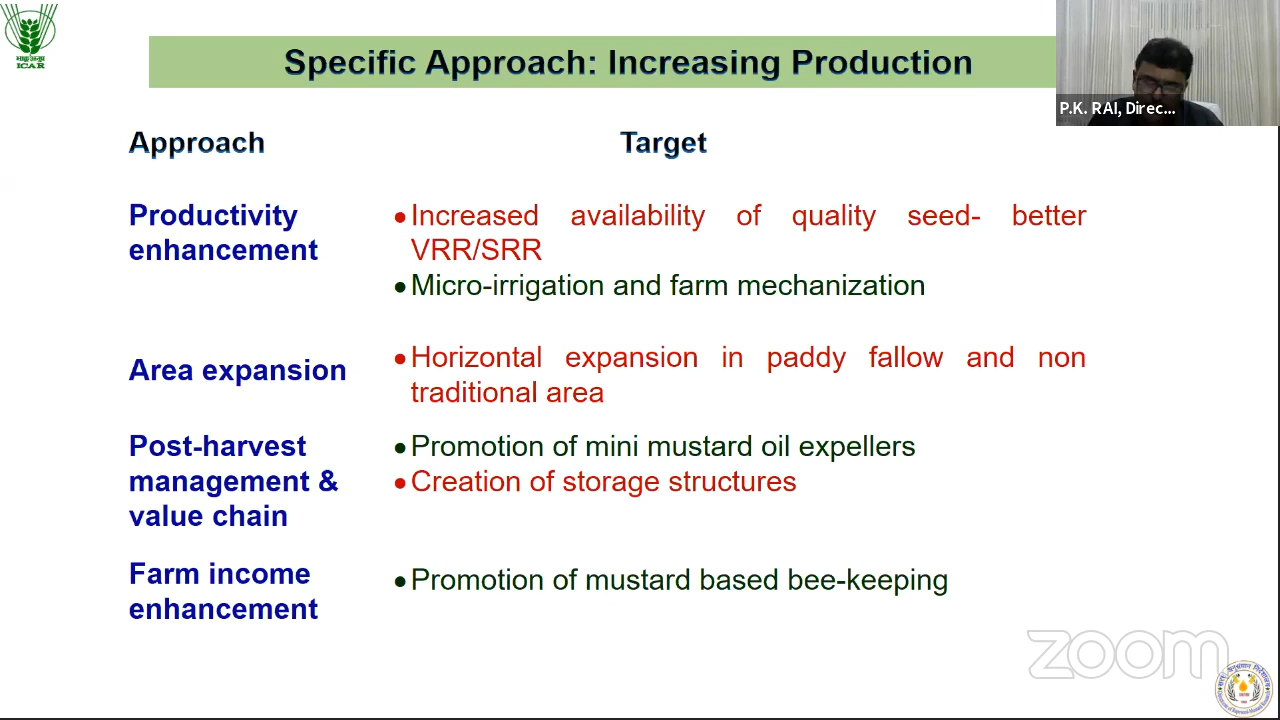 भाकृअनुप
ICAR
Specific Approach: Increasing Production
P.K. RAI, Direc...
Approach
Target
Productivity
enhancement
•Increased availability of quality seed- better
VRR/SRR
•Micro-irrigation and farm mechanization
Area expansion
•Horizontal expansion in paddy fallow and non
traditional area
Post-harvest
management &
value chain
•Promotion of mini mustard oil expellers
•Creation of storage structures
Farm income
enhancement
•Promotion of mustard based bee-keeping
zoom